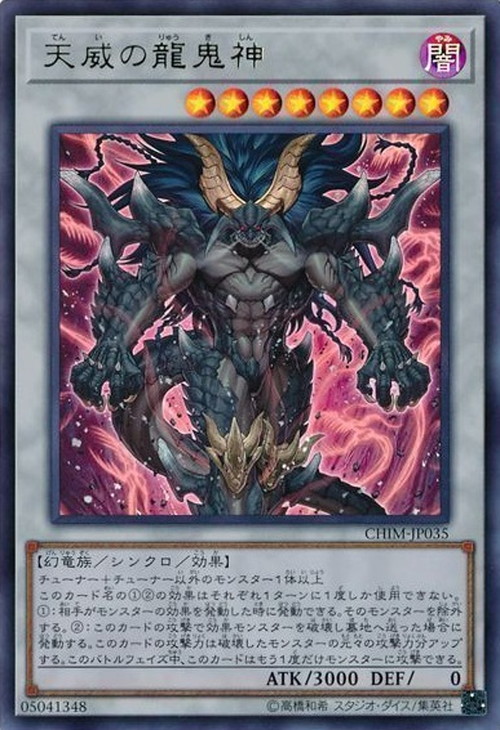 天威の龍鬼神
闇
CHIM-JP035
【幻竜族/シンクロ/効果】
チューナー+チューナー以外のモンスター1体以上
このカード名の①②の効果はそれぞれ1ターンに1度しか使用できない。
①:相手がモンスターの効果を発動した時に発動できる。そのモンスターを除外
する。②:このカードの攻撃で効果モンスターを破壊し墓地へ送った場合に
発動する。このカードの攻撃力は破壊したモンスターの元々の攻撃力分アップ
する。このバトルフェイズ中、このカードはもう1度だけモンスターに攻撃できる。
ATK/3000 DEF/ 0
05041348
©高橋和希 スタジオ・ダイス/集英社